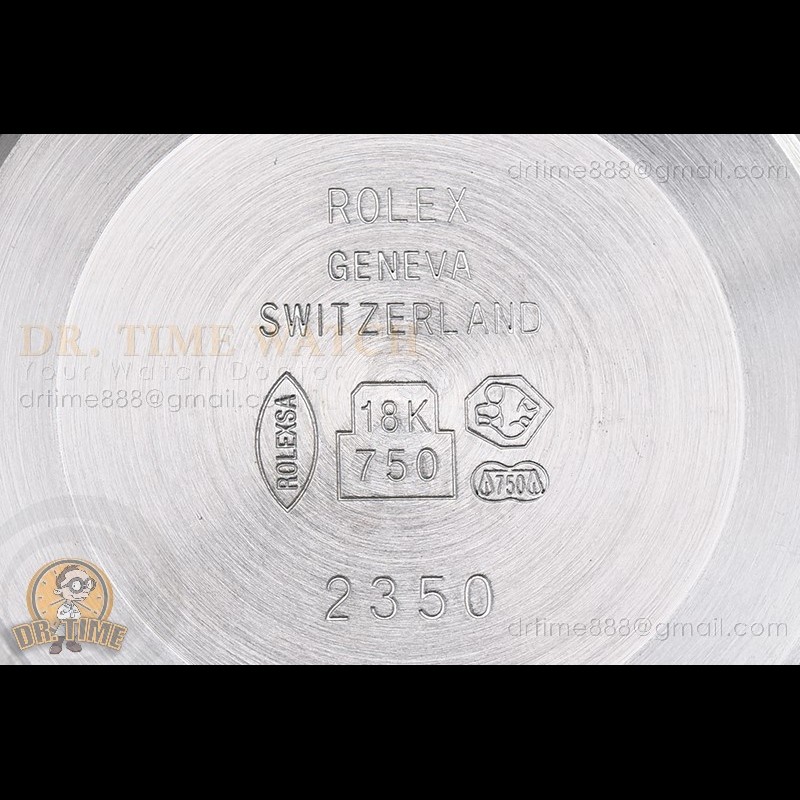 drtime888@gmail.com
ROLEX
GENEVA
SWITZERLAND
DR. TIME WATCH
Your Watch Doctor
drtime888@gmail.com
ROLEXSA
18K
750
750
2350
DR. TIME
drtime888@gmail.com